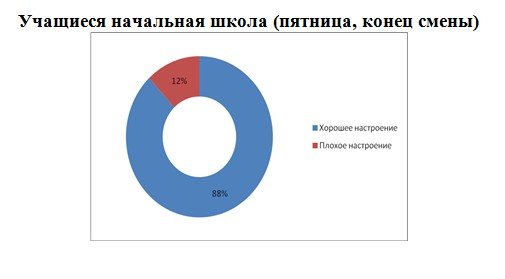 Учащиеся начальная школа (пятница, конец смены)
12%
Хорошее настроение
Плохое настроение
88%